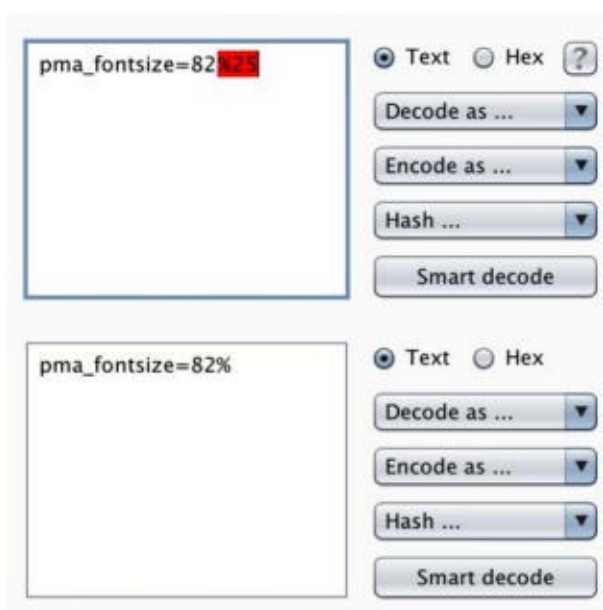 pma_fontsize=82%25
Text
Hex
?
Decode as ...
Encode as ...
Hash ...
Smart decode
pma_fontsize=82%
Text
Hex
Decode as ...
Encode as ...
Hash ...
Smart decode